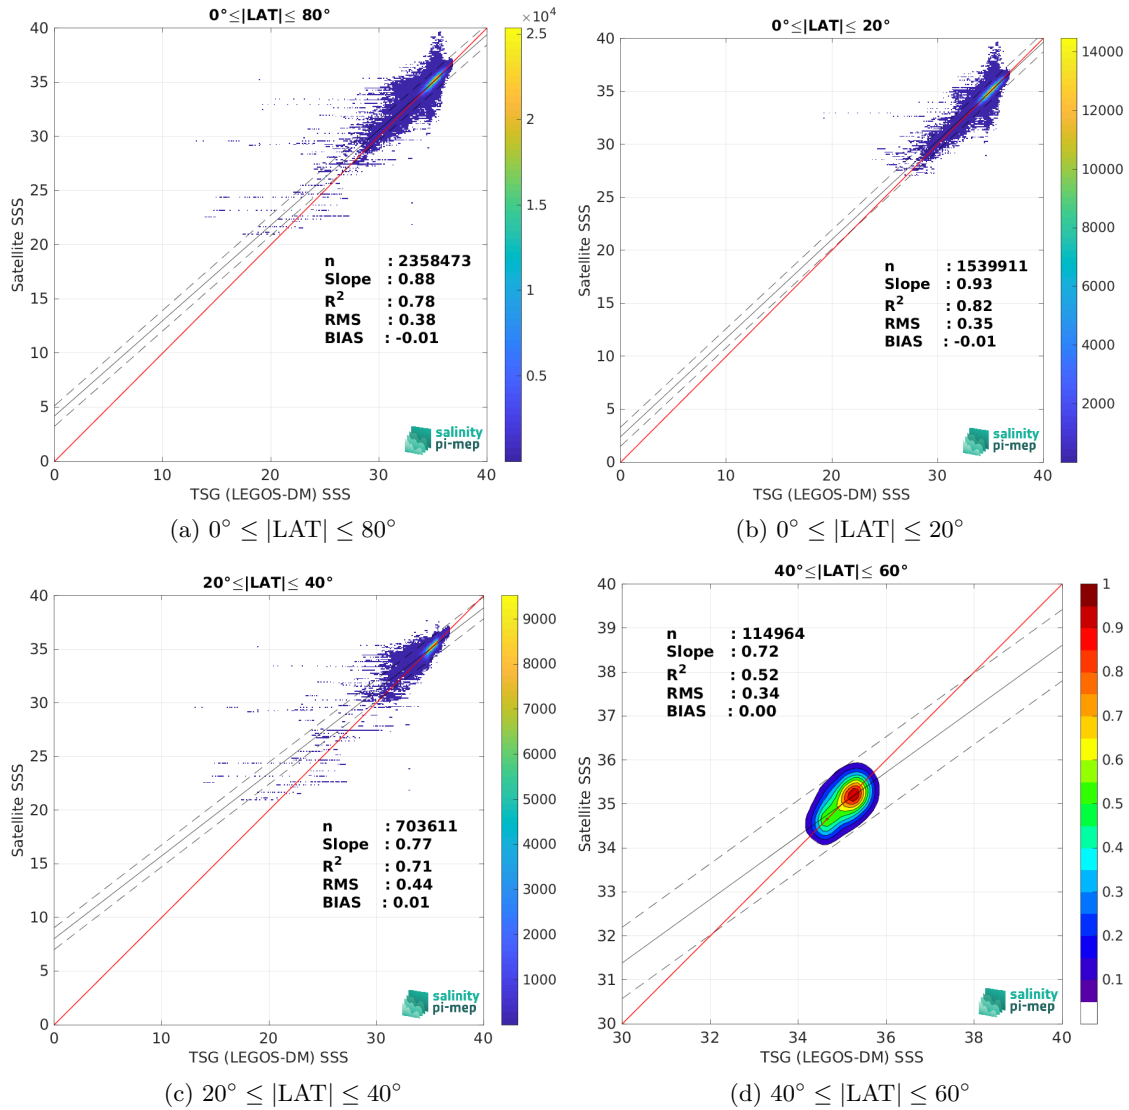 0°≤|LAT|≤ 80°
×10⁴
40
35
30
25
20
15
10
5
0
Satellite SSS
n : 2358473
Slope : 0.88
R² : 0.78
RMS : 0.38
BIAS : -0.01
salinity
pi-mep
0 10 20 30 40
TSG (LEGOS-DM) SSS
2.5
2
1.5
1
0.5
(a) 0° ≤ |LAT| ≤ 80°
0°≤|LAT|≤ 20°
40
35
30
25
20
15
10
5
0
Satellite SSS
n : 1539911
Slope : 0.93
R² : 0.82
RMS : 0.35
BIAS : -0.01
salinity
pi-mep
0 10 20 30 40
TSG (LEGOS-DM) SSS
14000
12000
10000
8000
6000
4000
2000
(b) 0° ≤ |LAT| ≤ 20°
20°≤|LAT|≤ 40°
40
35
30
25
20
15
10
5
0
Satellite SSS
n : 703611
Slope : 0.77
R² : 0.71
RMS : 0.44
BIAS : 0.01
salinity
pi-mep
0 10 20 30 40
TSG (LEGOS-DM) SSS
9000
8000
7000
6000
5000
4000
3000
2000
1000
(c) 20° ≤ |LAT| ≤ 40°
40°≤|LAT|≤ 60°
40
39
38
37
36
35
34
33
32
31
30
Satellite SSS
n : 114964
Slope : 0.72
R² : 0.52
RMS : 0.34
BIAS : 0.00
salinity
pi-mep
30 32 34 36 38 40
TSG (LEGOS-DM) SSS
1
0.9
0.8
0.7
0.6
0.5
0.4
0.3
0.2
0.1
(d) 40° ≤ |LAT| ≤ 60°